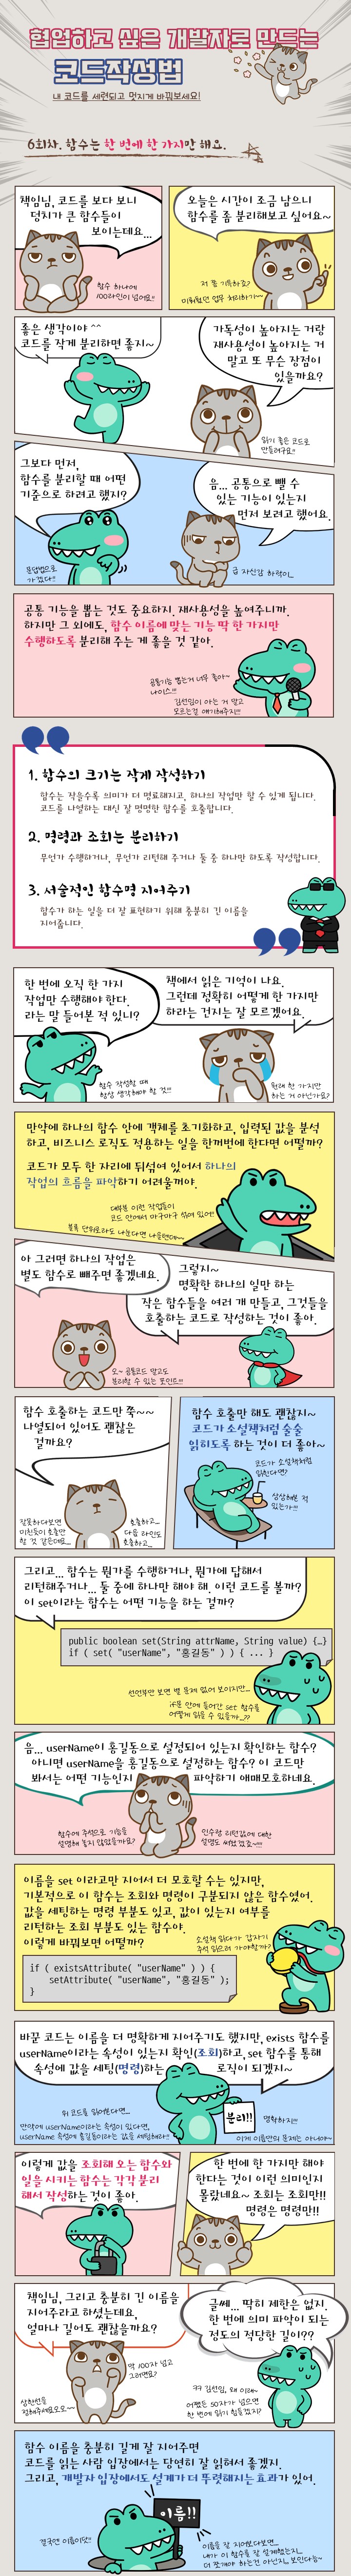 협업하고 싶은 개발자로 만드는
코드작성법
내 코드를 세련되고 멋지게 바꿔보세요!
6회차. 함수는 한 번에 한 가지만 해요.
책임님, 코드를 보다 보니
덩치가 큰 함수들이
보이는데요...
함수 하나에
100라인이 넘어요!!
오늘은 시간이 조금 남으니
함수를 좀 분리해보고 싶어요~
저 쫌 기특하죠?
미뤄뒀던 업무 처리하기~~
좋은 생각이야 ^^
코드를 작게 분리하면 좋지~
가독성이 높아지는 거랑
재사용성이 높아지는 거
말고 또 무슨 장점이
있을까요?
읽기 좋은 코드로
만들려구요!!
그보다 먼저,
함수를 분리할 때 어떤
기준으로 하려고 했지?
문답법으로
가겠다!!
음... 공통으로 뺄 수
있는 기능이 있는지
먼저 보려고 했어요.
급 자신감 하락이...
공통 기능을 뽑는 것도 중요하지. 재사용성을 높여주니까.
하지만 그 외에도, 함수 이름에 맞는 기능 딱 한 가지만
수행하도록 분리해 주는 게 좋을 것 같아.
공통기능 뽑는거 너무 좋아~
나이스!!!
김선임이 아는 거 말고
모르는걸 얘기해주지!!!
1. 함수의 크기는 작게 작성하기
함수는 작을수록 의미가 더 명료해지고, 하나의 작업만 할 수 있게 됩니다.
코드를 나열하는 대신 잘 명명한 함수를 호출합니다.
2. 명령과 조회는 분리하기
무언가 수행하거나, 무언가 리턴해 주거나 둘 중 하나만 하도록 작성합니다.
3. 서술적인 함수명 지어주기
함수가 하는 일을 더 잘 표현하기 위해 충분히 긴 이름을
지어줍니다.
한 번에 오직 한 가지
작업만 수행해야 한다.
라는 말 들어본 적 있니?
함수 작성할 때
항상 생각해야 할 것!!
책에서 읽은 기억이 나요.
그런데 정확히 어떻게 한 가지만
하라는 건지는 잘 모르겠어요.
원래 한 가지만
하는 거 아닌가요?
만약에 하나의 함수 안에 객체를 초기화하고, 입력된 값을 분석
하고, 비즈니스 로직도 적용하는 일을 한꺼번에 한다면 어떨까?
코드가 모두 한 자리에 뒤섞여 있어서 하나의
작업의 흐름을 파악하기 어려울꺼야.
대부분 이런 작업들이
코드 안에서 마구마구 섞여 있어!!
블록 단위로라도 나눈다면 나을텐데~~
아 그러면 하나의 작업은
별도 함수로 빼주면 좋겠네요.
오~ 공통코드 말고도
분리할 수 있는 포인트!!!
그렇지~
명확한 하나의 일만 하는
작은 함수들을 여러 개 만들고, 그것들을
호출하는 코드로 작성하는 것이 좋아.
함수 호출하는 코드만 쭉~~
나열되어 있어도 괜찮은
걸까요?
잘못하다보면
미친듯이 호출만
할 것 같은데요...
호출하고...
다음 라인도
호출하고...
함수 호출만 해도 괜찮지~
코드가 소설책처럼 술술
읽히도록 하는 것이 더 좋아~
코드가 소설책처럼
읽힌다면?
상상해본 적
있는가!!!
그리고... 함수는 뭔가를 수행하거나, 뭔가에 답해서
리턴해주거나... 둘 중에 하나만 해야 해. 이런 코드를 볼까?
이 set이라는 함수는 어떤 기능을 하는 걸까?
public boolean set(String attrName, String value) {…}
if ( set( "userName", "홍길동" ) ) { ... }
선언부만 보면 별 문제 없어 보이지만...
if문 안에 들어간 set 함수를
어떻게 읽을 수 있을까...??
음... userName이 홍길동으로 설정되어 있는지 확인하는 함수?
아니면 userName을 홍길동으로 설정하는 함수? 이 코드만
봐서는 어떤 기능인지 파악하기 애매모호하네요.
함수에 주석으로 기능을
설명해 놓지 않았을까요?
인수랑 리턴값에 대한
설명도 써있겠죠~!!!
이름을 set 이라고만 지어서 더 모호할 수는 있지만,
기본적으로 이 함수는 조회와 명령이 구분되지 않은 함수였어.
값을 세팅하는 명령 부분도 있고, 값이 있는지 여부를
리턴하는 조회 부분도 있는 함수야.
이렇게 바꿔보면 어떨까?
소설책 읽다가 갑자기
주석 읽으러 가야할까?
if ( existsAttribute( "userName" ) ) {
setAttribute( "userName", "홍길동" );
}
바꾼 코드는 이름을 더 명확하게 지어주기도 했지만, exists 함수를
userName이라는 속성이 있는지 확인(조회)하고, set 함수를 통해
속성에 값을 세팅(명령)하는 로직이 되겠지~
위 코드를 읽어본다면...
만약에 userName이라는 속성이 있다면,
userName 속성에 홍길동이라는 값을 세팅해라!!
분리!!
명확하지!!
이게 이름만의 문제는 아니야~
이렇게 값을 조회해 오는 함수와
일을 시키는 함수는 각각 분리
해서 작성하는 것이 좋아.
한 번에 한 가지만 해야
한다는 것이 이런 의미인지
몰랐네요~ 조회는 조회만!!
명령은 명령만!!
책임님, 그리고 충분히 긴 이름을
지어주라고 하셨는데요,
얼마나 길어도 괜찮을까요?
막 100자 넘고
그러면요?
상한선을
정해주세요오오~~
글쎄... 딱히 제한은 없지.
한 번에 의미 파악이 되는
정도의 적당한 길이??
ㅋㅋ 김선임, 왜 이래~
어쨌든 50자가 넘으면
한 번에 읽기 힘들겠지?
함수 이름을 충분히 길게 잘 지어주면
코드를 읽는 사람 입장에서는 당연히 잘 읽혀서 좋겠지.
그리고, 개발자 입장에서도 설계가 더 뚜렷해지는 효과가 있어.
이름!!
결국엔 이름이닷!!
이름을 잘 지어보다보면...
내가 이 함수를 잘 설계했는지...
더 쪼개야 하는건 아닌지.. 보인다능~